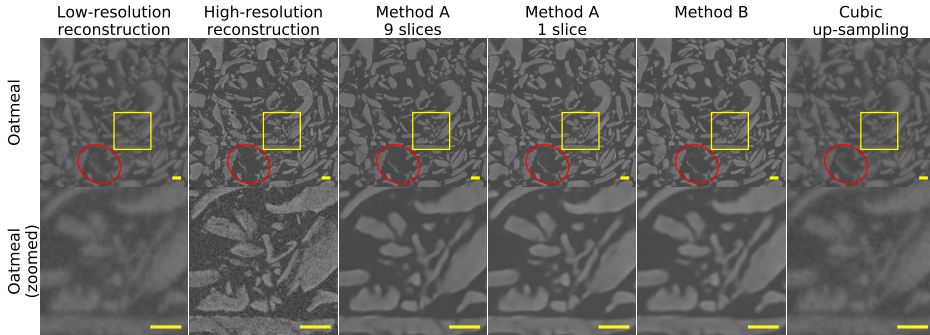 Low-resolution
reconstruction
High-resolution
reconstruction
Method A
9 slices
Method A
1 slice
Method B
Cubic
up-sampling
Oatmeal
Oatmeal
(zoomed)